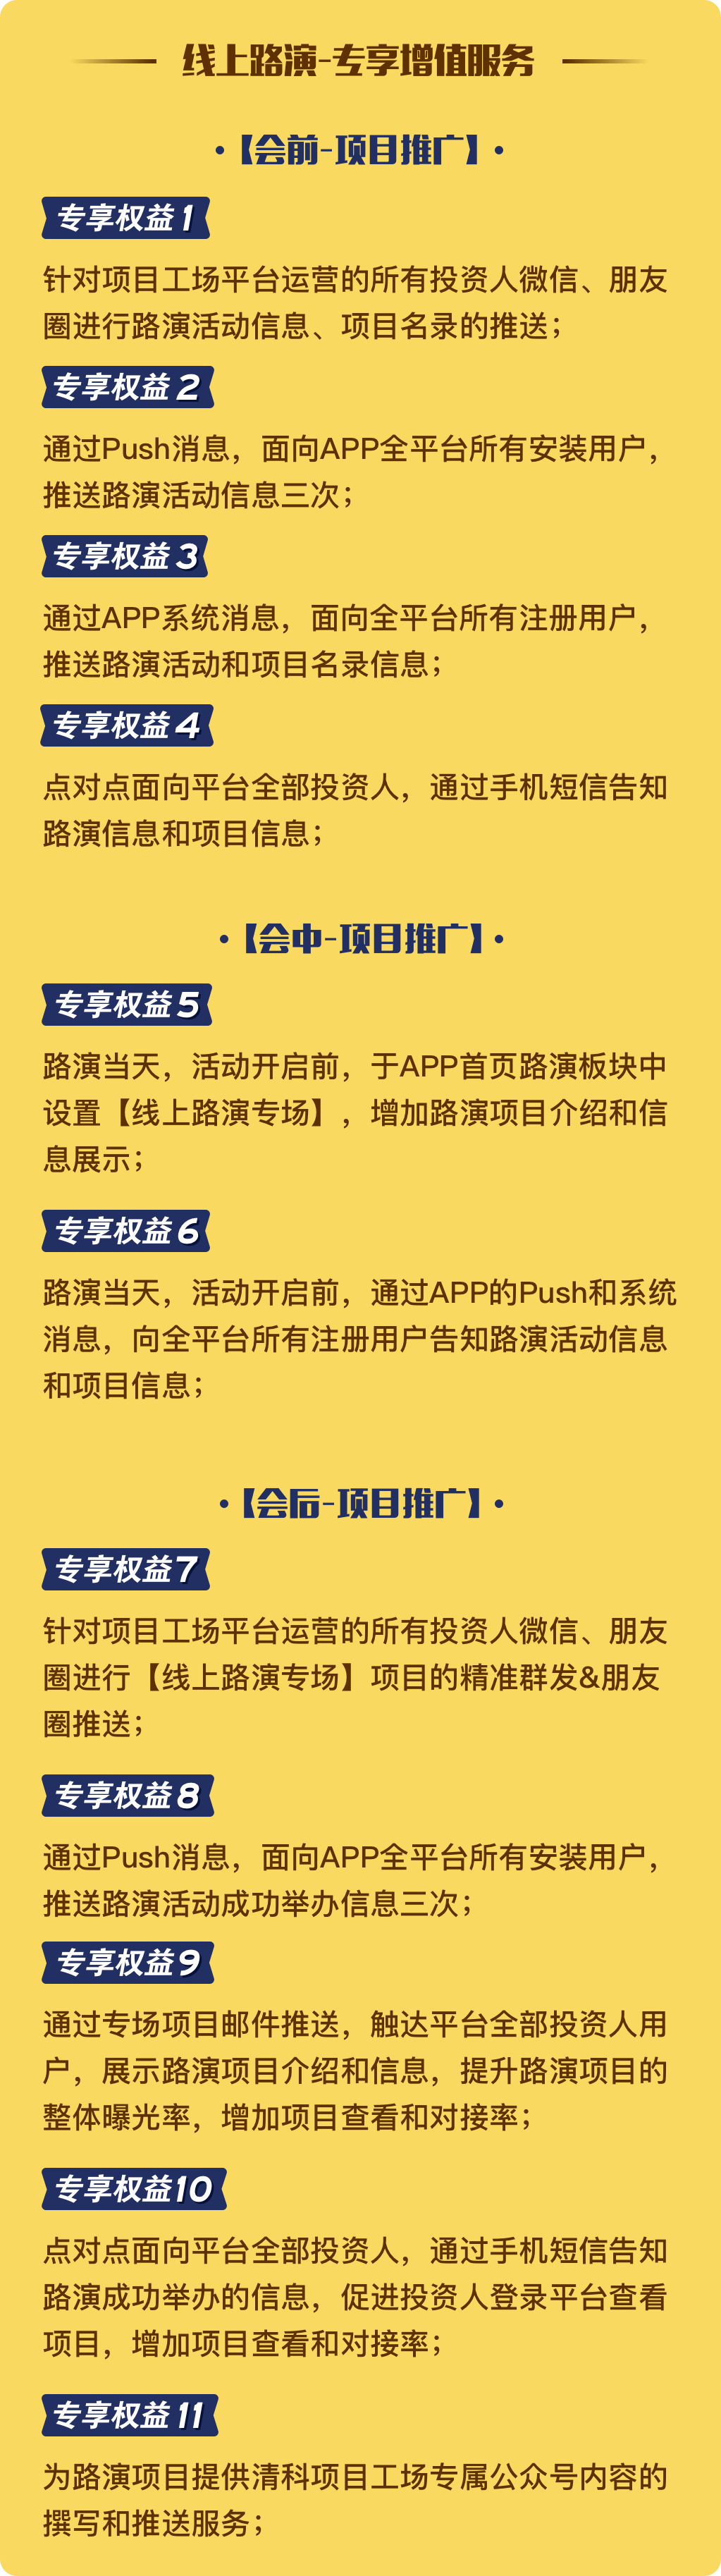 线上路演-专享增值服务
·【会前-项目推广】·
专享权益1
针对项目工场平台运营的所有投资人微信、朋友
圈进行路演活动信息、项目名录的推送；
专享权益2
通过Push消息，面向APP全平台所有安装用户，
推送路演活动信息三次；
专享权益3
通过APP系统消息，面向全平台所有注册用户，
推送路演活动和项目名录信息；
专享权益4
点对点面向平台全部投资人，通过手机短信告知
路演信息和项目信息；
·【会中-项目推广】·
专享权益5
路演当天，活动开启前，于APP首页路演板块中
设置【线上路演专场】，增加路演项目介绍和信
息展示；
专享权益6
路演当天，活动开启前，通过APP的Push和系统
消息，向全平台所有注册用户告知路演活动信息
和项目信息；
·【会后-项目推广】·
专享权益7
针对项目工场平台运营的所有投资人微信、朋友
圈进行【线上路演专场】项目的精准群发&朋友
圈推送；
专享权益8
通过Push消息，面向APP全平台所有安装用户，
推送路演活动成功举办信息三次；
专享权益9
通过专场项目邮件推送，触达平台全部投资人用
户，展示路演项目介绍和信息，提升路演项目的
整体曝光率，增加项目查看和对接率；
专享权益10
点对点面向平台全部投资人，通过手机短信告知
路演成功举办的信息，促进投资人登录平台查看
项目，增加项目查看和对接率；
专享权益11
为路演项目提供清科项目工场专属公众号内容的
撰写和推送服务；